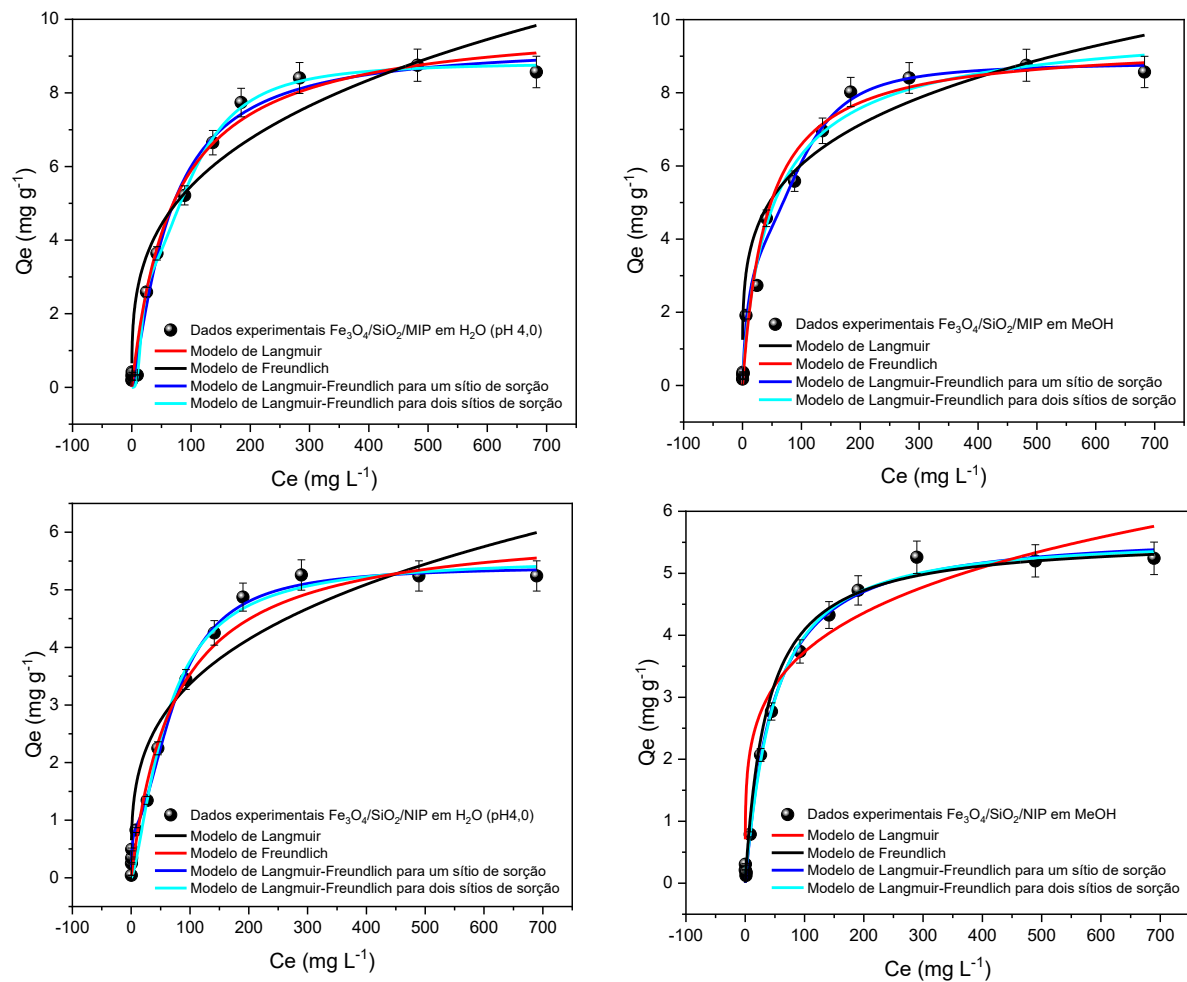 10
8
6
4
2
0
Qe (mg g⁻¹)
Dados experimentais Fe₃O₄/SiO₂/MIP em H₂O (pH 4,0)
Modelo de Langmuir
Modelo de Freundlich
Modelo de Langmuir-Freundlich para um sítio de sorção
Modelo de Langmuir-Freundlich para dois sítios de sorção
-100 0 100 200 300 400 500 600 700
Ce (mg L⁻¹)
10
8
6
4
2
0
Qe (mg g⁻¹)
Dados experimentais Fe₃O₄/SiO₂/MIP em MeOH
Modelo de Langmuir
Modelo de Freundlich
Modelo de Langmuir-Freundlich para um sítio de sorção
Modelo de Langmuir-Freundlich para dois sítios de sorção
-100 0 100 200 300 400 500 600 700
Ce (mg L⁻¹)
6
5
4
3
2
1
0
Qe (mg g⁻¹)
Dados experimentais Fe₃O₄/SiO₂/NIP em H₂O (pH4,0)
Modelo de Langmuir
Modelo de Freundlich
Modelo de Langmuir-Freundlich para um sítio de sorção
Modelo de Langmuir-Freundlich para dois sítios de sorção
-100 0 100 200 300 400 500 600 700
Ce (mg L⁻¹)
6
5
4
3
2
1
0
Qe (mg g⁻¹)
Dados experimentais Fe₃O₄/SiO₂/NIP em MeOH
Modelo de Langmuir
Modelo de Freundlich
Modelo de Langmuir-Freundlich para um sítio de sorção
Modelo de Langmuir-Freundlich para dois sítios de sorção
-100 0 100 200 300 400 500 600 700
Ce (mg L⁻¹)